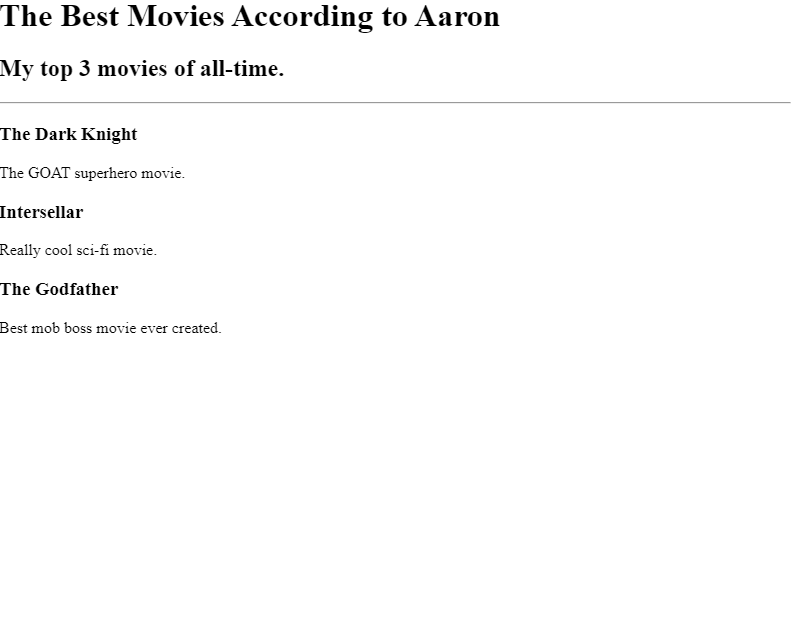 The Best Movies According to Aaron
My top 3 movies of all-time.
The Dark Knight
The GOAT superhero movie.
Intersellar
Really cool sci-fi movie.
The Godfather
Best mob boss movie ever created.